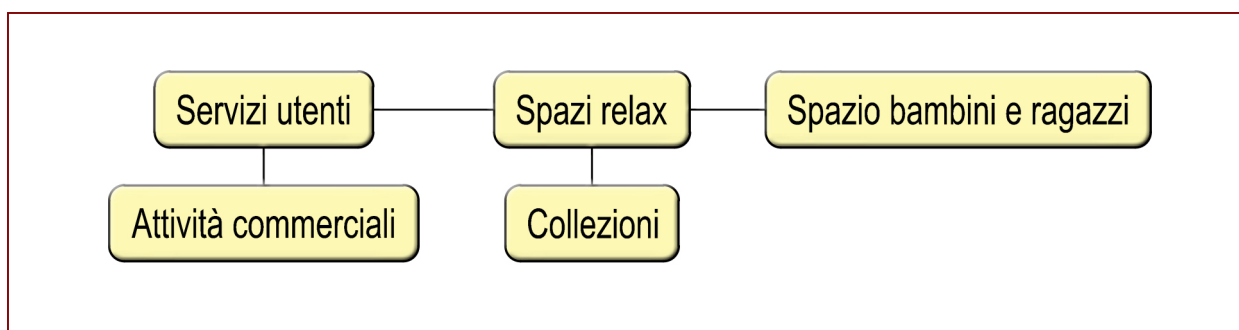 Servizi utenti
Spazi relax
Spazio bambini e ragazzi
Attività commerciali
Collezioni